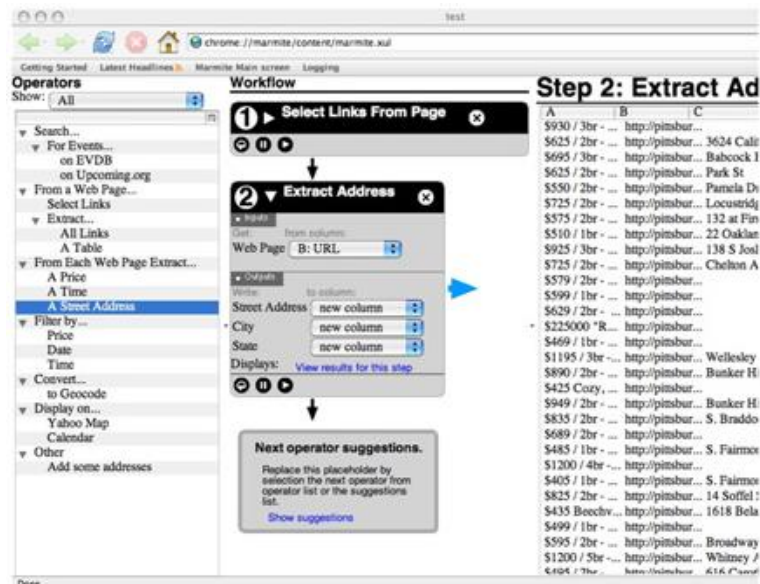 test
chrome://marmite/content/marmite.xul
Getting Started Latest Headlines Marmite Main screen Logging
Operators
Show: All
Search...
For Events...
on EVDB
on Upcoming.org
From a Web Page...
Select Links
Extract...
All Links
A Table
From Each Web Page Extract...
A Price
A Time
A Street Address
Filter by...
Price
Date
Time
Convert...
to Geocode
Display on...
Yahoo Map
Calendar
Other
Add some addresses
Workflow
1 Select Links From Page
2 Extract Address
Inputs
Get: from column:
Web Page B: URL
Outputs
Write: to column:
Street Address new column
City new column
State new column
Displays: View results for this step
Next operator suggestions.
Replace this placeholder by
selection the next operator from
operator list or the suggestions
list.
Show suggestions
Step 2: Extract Ad
A B C
$930 / 3br - ... http://pittsbur...
$625 / 2br - ... http://pittsbur... 3624 Cali
$695 / 3br - ... http://pittsbur... Babcock
$625 / 2br - ... http://pittsbur... Park St
$550 / 2br - ... http://pittsbur... Pamela D
$725 / 2br - ... http://pittsbur... Locustridg
$575 / 2br - ... http://pittsbur... 132 at Fin
$510 / 1br - ... http://pittsbur... 22 Oaklan
$925 / 3br - ... http://pittsbur... 138 S Josl
$725 / 2br - ... http://pittsbur... Chelton A
$579 / 2br - ... http://pittsbur...
$599 / 1br - ... http://pittsbur...
$629 / 2br - ... http://pittsbur...
$225000 "R... http://pittsbur...
$469 / 1br - ... http://pittsbur...
$1195 / 3br -... http://pittsbur... Wellesley
$890 / 2br - ... http://pittsbur... Bunker H
$425 Cozy, ... http://pittsbur...
$949 / 2br - ... http://pittsbur... Bunker H
$835 / 2br - ... http://pittsbur... S. Braddo
$689 / 2br - ... http://pittsbur...
$485 / 1br - ... http://pittsbur... S. Fairmo
$1200 / 4br -... http://pittsbur...
$405 / 1br - ... http://pittsbur... S. Fairmo
$825 / 2br - ... http://pittsbur... 14 Soffel
$435 Beechv... http://pittsbur... 1618 Bela
$499 / 1br - ... http://pittsbur...
$595 / 2br - ... http://pittsbur... Broadway
$1200 / 5br -... http://pittsbur... Whitney
$495 / 2br - ... http://pittsbur... 616